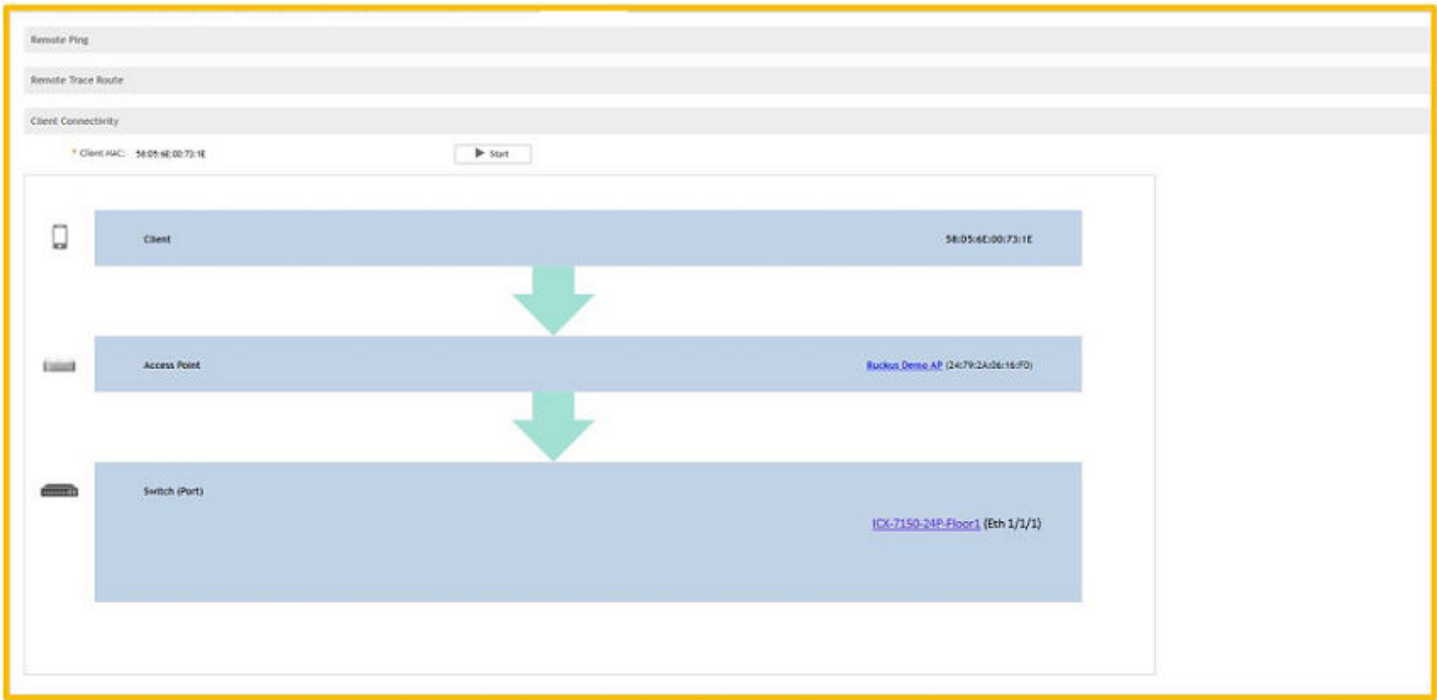 Remote Ping
Remote Trace Route
Client Connectivity
* Client MAC: 58:05:6E:00:73:1E Start
Client 58:05:6E:00:73:1E
Access Point Ruckus Demo AP (24:79:2A:06:16:F0)
Switch (Port)
ICX-7150-24P-Floor1 (Eth 1/1/1)